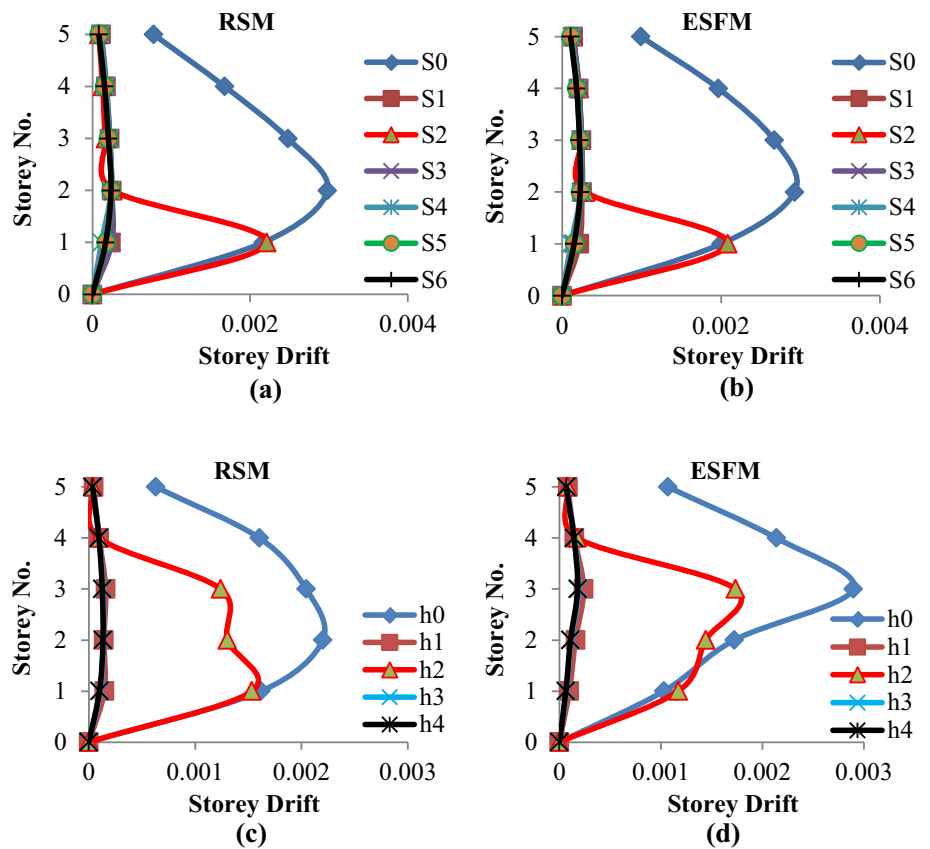 RSM
5
4
3
2
1
0
Storey No.
0
0.002
0.004
Storey Drift
S0
S1
S2
S3
S4
S5
S6
(a)
ESFM
5
4
3
2
1
0
Storey No.
0
0.002
0.004
Storey Drift
S0
S1
S2
S3
S4
S5
S6
(b)
RSM
5
4
3
2
1
0
Storey No.
0
0.001
0.002
0.003
Storey Drift
h0
h1
h2
h3
h4
(c)
ESFM
5
4
3
2
1
0
Storey No.
0
0.001
0.002
0.003
Storey Drift
h0
h1
h2
h3
h4
(d)